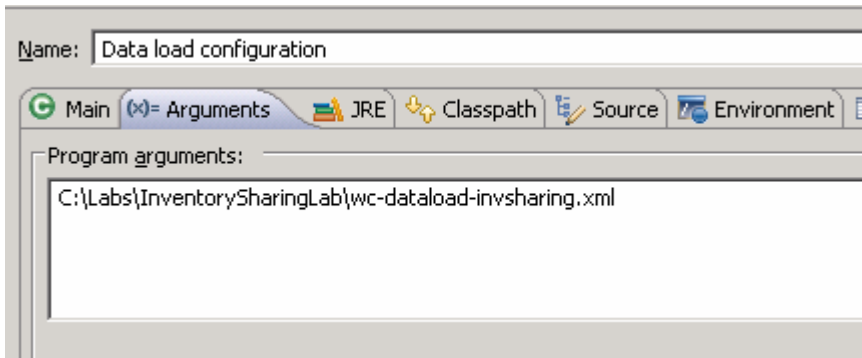 Name: Data load configuration
Main (x)= Arguments JRE Classpath Source Environment
Program arguments:
C:\Labs\InventorySharingLab\wc-dataload-invsharing.xml